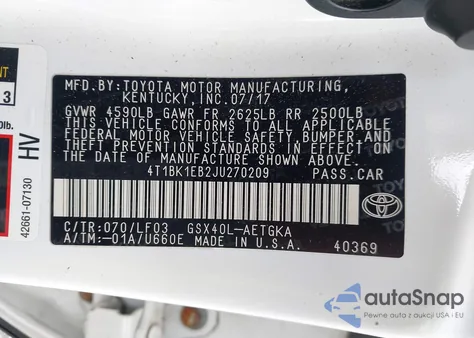 MFD. BY: TOYOTA MOTOR MANUFACTURING,
KENTUCKY, INC. 07/17
GVWR 4590LB GAWR FR 2625LB RR 2500LB
THIS VEHICLE CONFORMS TO ALL APPLICABLE
FEDERAL MOTOR VEHICLE SAFETY, BUMPER, AND
THEFT PREVENTION STANDARDS IN EFFECT ON
THE DATE OF MANUFACTURE SHOWN ABOVE.
4T1BK1EB2JU270209 PASS.CAR
C/TR:070/LF03 GSX40L-AETGKA
A/TM:-01A/U660E MADE IN U.S.A.
40369
TOYOTA
NT
3
0lb.
HV
42661-07130
autoSnap
Pewne auta z aukcji USA i EU